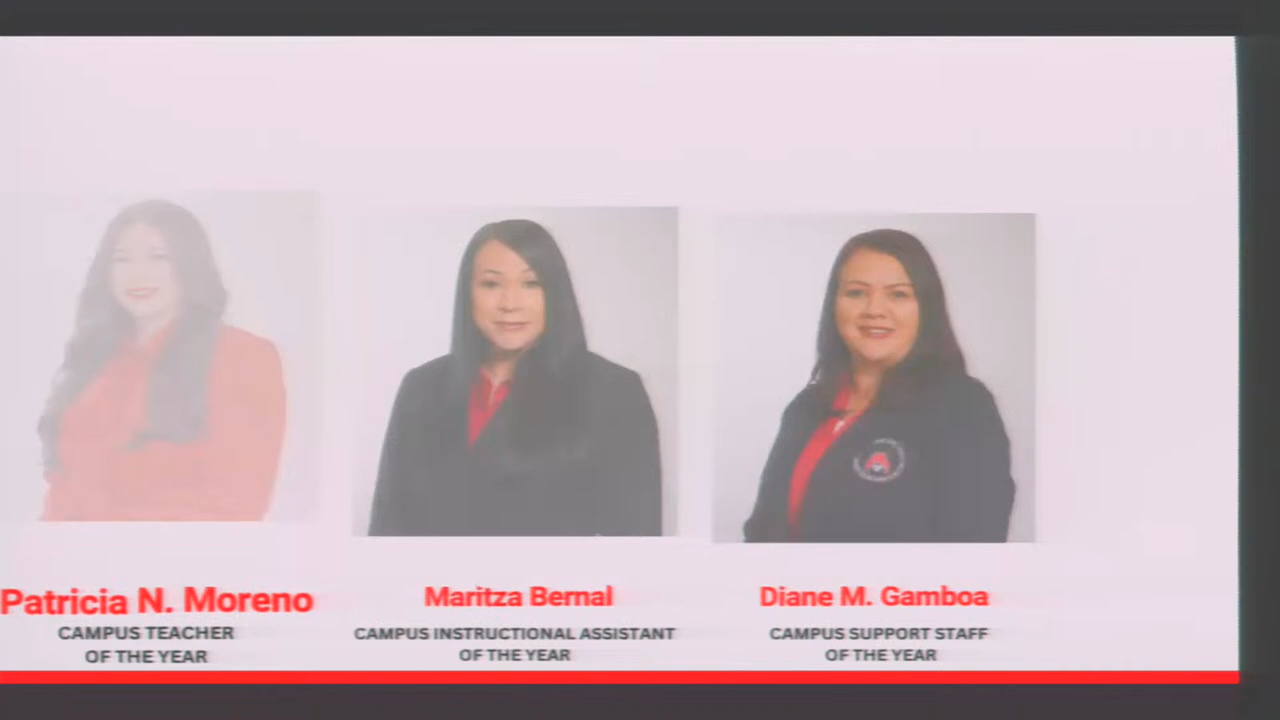 Patricia N. Moreno
CAMPUS TEACHER
OF THE YEAR
Maritza Bernal
CAMPUS INSTRUCTIONAL ASSISTANT
OF THE YEAR
Diane M. Gamboa
CAMPUS SUPPORT STAFF
OF THE YEAR